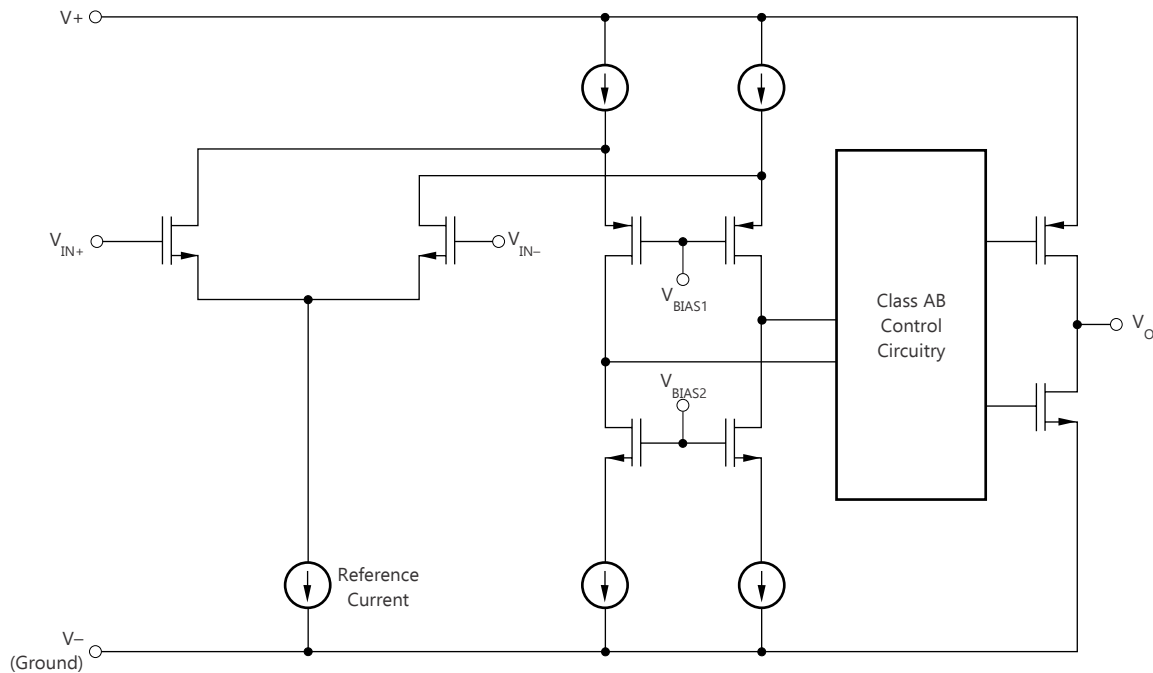 V+
VIN+
VIN–
VBIAS1
Class AB
Control
Circuitry
VO
VBIAS2
Reference
Current
V–
(Ground)